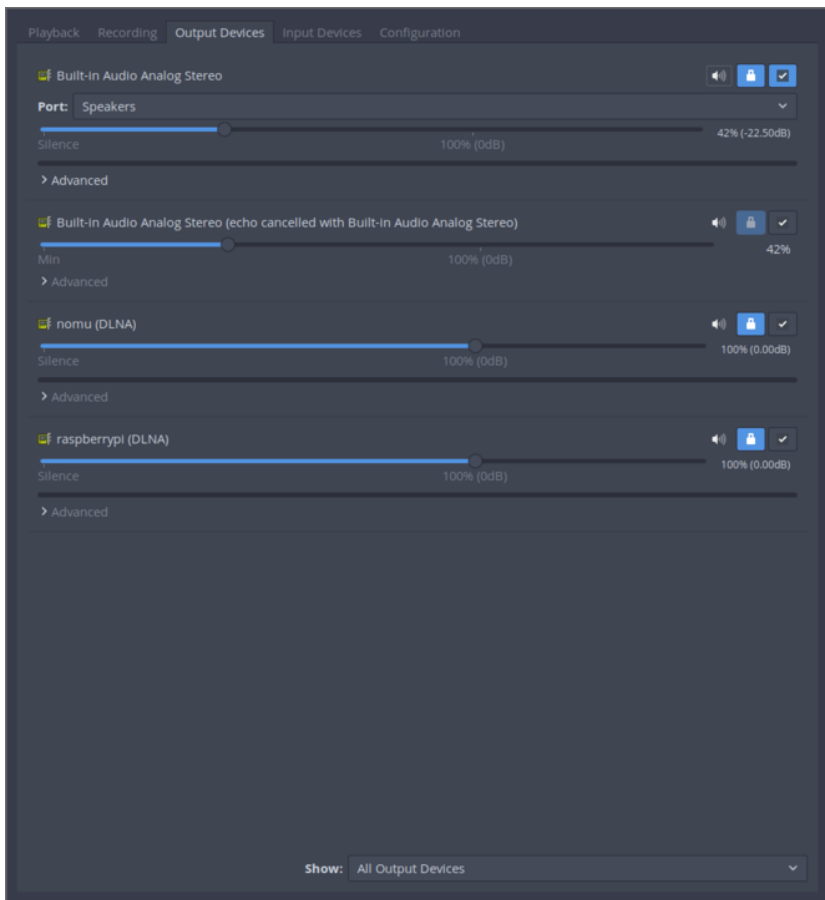 Playback Recording Output Devices Input Devices Configuration
Built-in Audio Analog Stereo
Port: Speakers
42% (-22.50dB)
Silence 100% (0dB)
Advanced
Built-in Audio Analog Stereo (echo cancelled with Built-in Audio Analog Stereo)
42%
Min 100% (0dB)
Advanced
nomu (DLNA)
100% (0.00dB)
Silence 100% (0dB)
Advanced
raspberrypi (DLNA)
100% (0.00dB)
Silence 100% (0dB)
Advanced
Show: All Output Devices